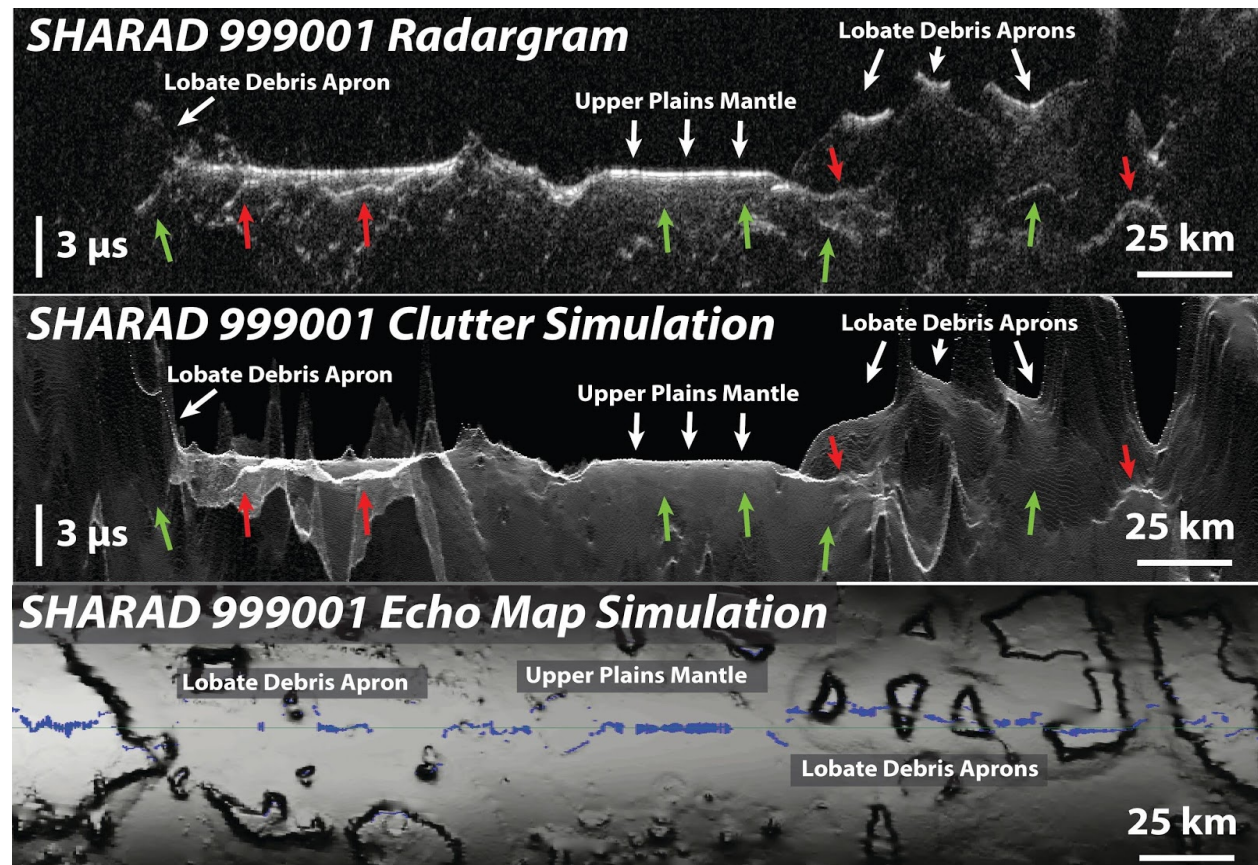 SHARAD 999001 Radargram
Lobate Debris Aprons
Lobate Debris Apron
Upper Plains Mantle
3 µs
25 km
SHARAD 999001 Clutter Simulation
Lobate Debris Aprons
Lobate Debris Apron
Upper Plains Mantle
3 µs
25 km
SHARAD 999001 Echo Map Simulation
Lobate Debris Apron
Upper Plains Mantle
Lobate Debris Aprons
25 km